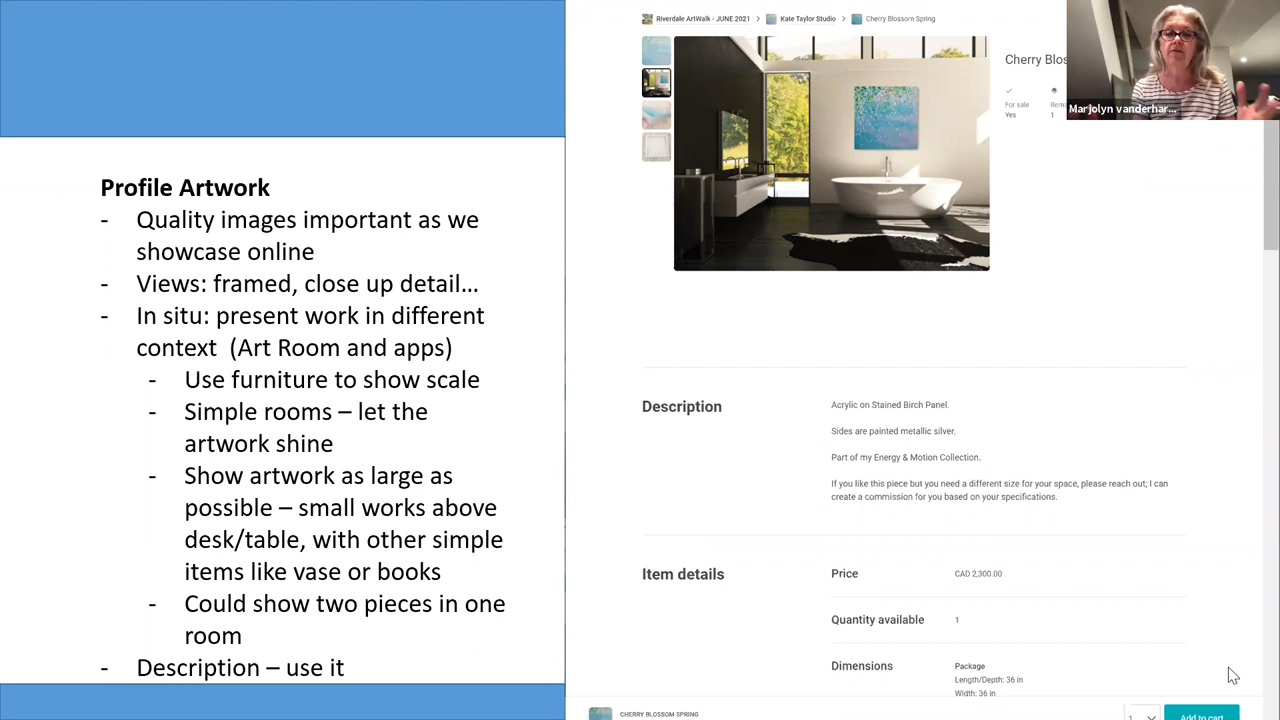 Profile Artwork
- Quality images important as we
showcase online
- Views: framed, close up detail…
- In situ: present work in different
context (Art Room and apps)
- Use furniture to show scale
- Simple rooms – let the
artwork shine
- Show artwork as large as
possible – small works above
desk/table, with other simple
items like vase or books
- Could show two pieces in one
room
- Description – use it
Riverdale ArtWalk - JUNE 2021 > Kate Taylor Studio > Cherry Blossom Spring
Cherry Blos
For sale
Yes
1
Marjolyn vanderhar...
Description
Acrylic on Stained Birch Panel.
Sides are painted metallic silver.
Part of my Energy & Motion Collection.
If you like this piece but you need a different size for your space, please reach out; I can
create a commission for you based on your specifications.
Item details
Price CAD 2,300.00
Quantity available 1
Dimensions Package
Length/Depth: 36 in
Width: 36 in
CHERRY BLOSSOM SPRING
1
Add to cart